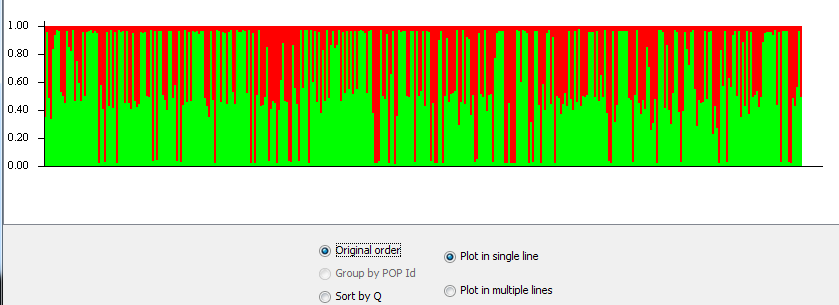 1.00
0.80
0.60
0.40
0.20
0.00
Original order
Plot in single line
Group by POP Id
Sort by Q
Plot in multiple lines